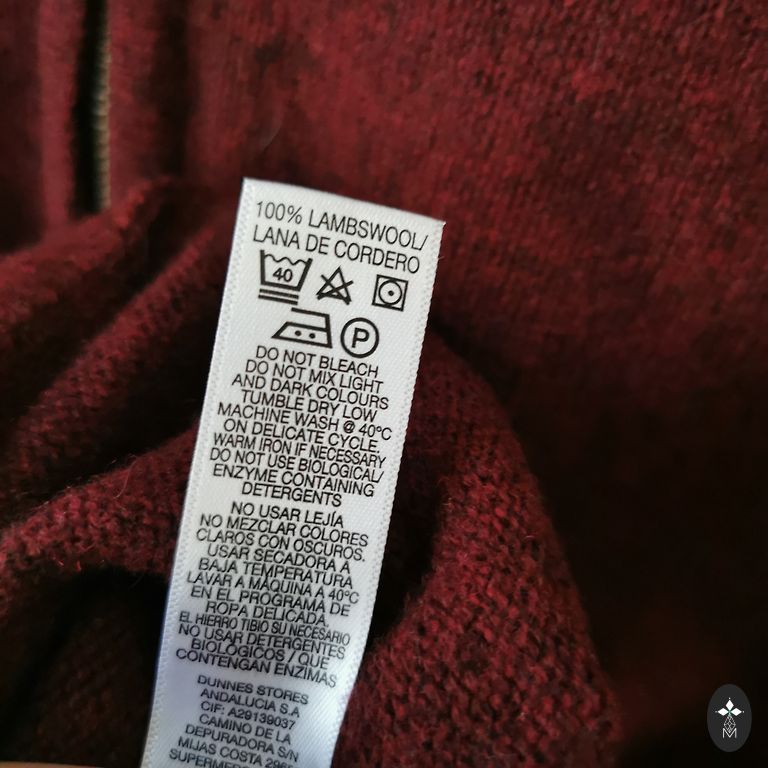 100% LAMBSWOOL/
LANA DE CORDERO
40
P
DO NOT BLEACH
DO NOT MIX LIGHT
AND DARK COLOURS
TUMBLE DRY LOW
MACHINE WASH @ 40°C
ON DELICATE CYCLE.
WARM IRON IF NECESSARY
DO NOT USE BIOLOGICAL/
ENZYME CONTAINING
DETERGENTS
NO USAR LEJÍA
NO MEZCLAR COLORES
CLAROS CON OSCUROS.
USAR SECADORA A
BAJA TEMPERATURA
LAVAR A MÁQUINA A 40°C
EN EL PROGRAMA DE
ROPA DELICADA.
EL HIERRO TIBIO SU NECESARIO
NO USAR DETERGENTES
BIOLÓGICOS / QUE
CONTENGAN ENZIMAS
DUNNES STORES
ANDALUCIA S.A
CIF: A29139037
CAMINO DE LA
DEPURADORA S/N
MIJAS COSTA
M